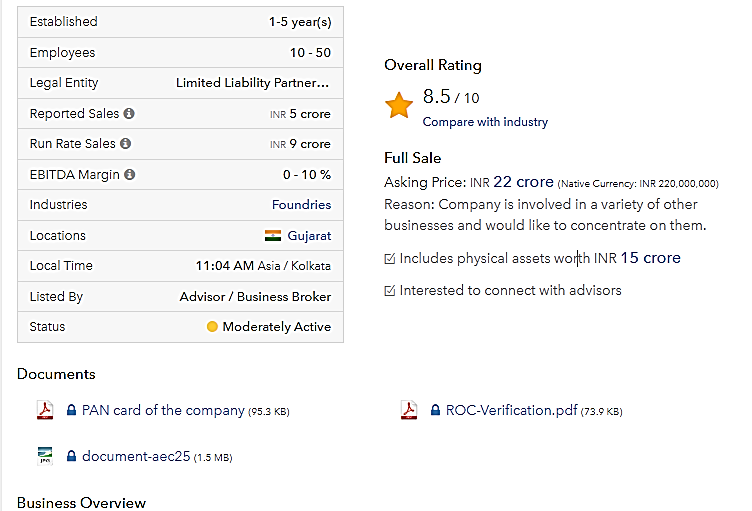 Established 1-5 year(s)
Employees 10 - 50
Legal Entity Limited Liability Partner...
Reported Sales INR 5 crore
Run Rate Sales INR 9 crore
EBITDA Margin 0 - 10 %
Industries Foundries
Locations Gujarat
Local Time 11:04 AM Asia / Kolkata
Listed By Advisor / Business Broker
Status Moderately Active
Overall Rating
8.5 / 10
Compare with industry
Full Sale
Asking Price: INR 22 crore (Native Currency: INR 220,000,000)
Reason: Company is involved in a variety of other
businesses and would like to concentrate on them.
Includes physical assets worth INR 15 crore
Interested to connect with advisors
Documents
PAN card of the company (95.3 KB)
ROC-Verification.pdf (73.9 KB)
document-aec25 (1.5 MB)
Business Overview